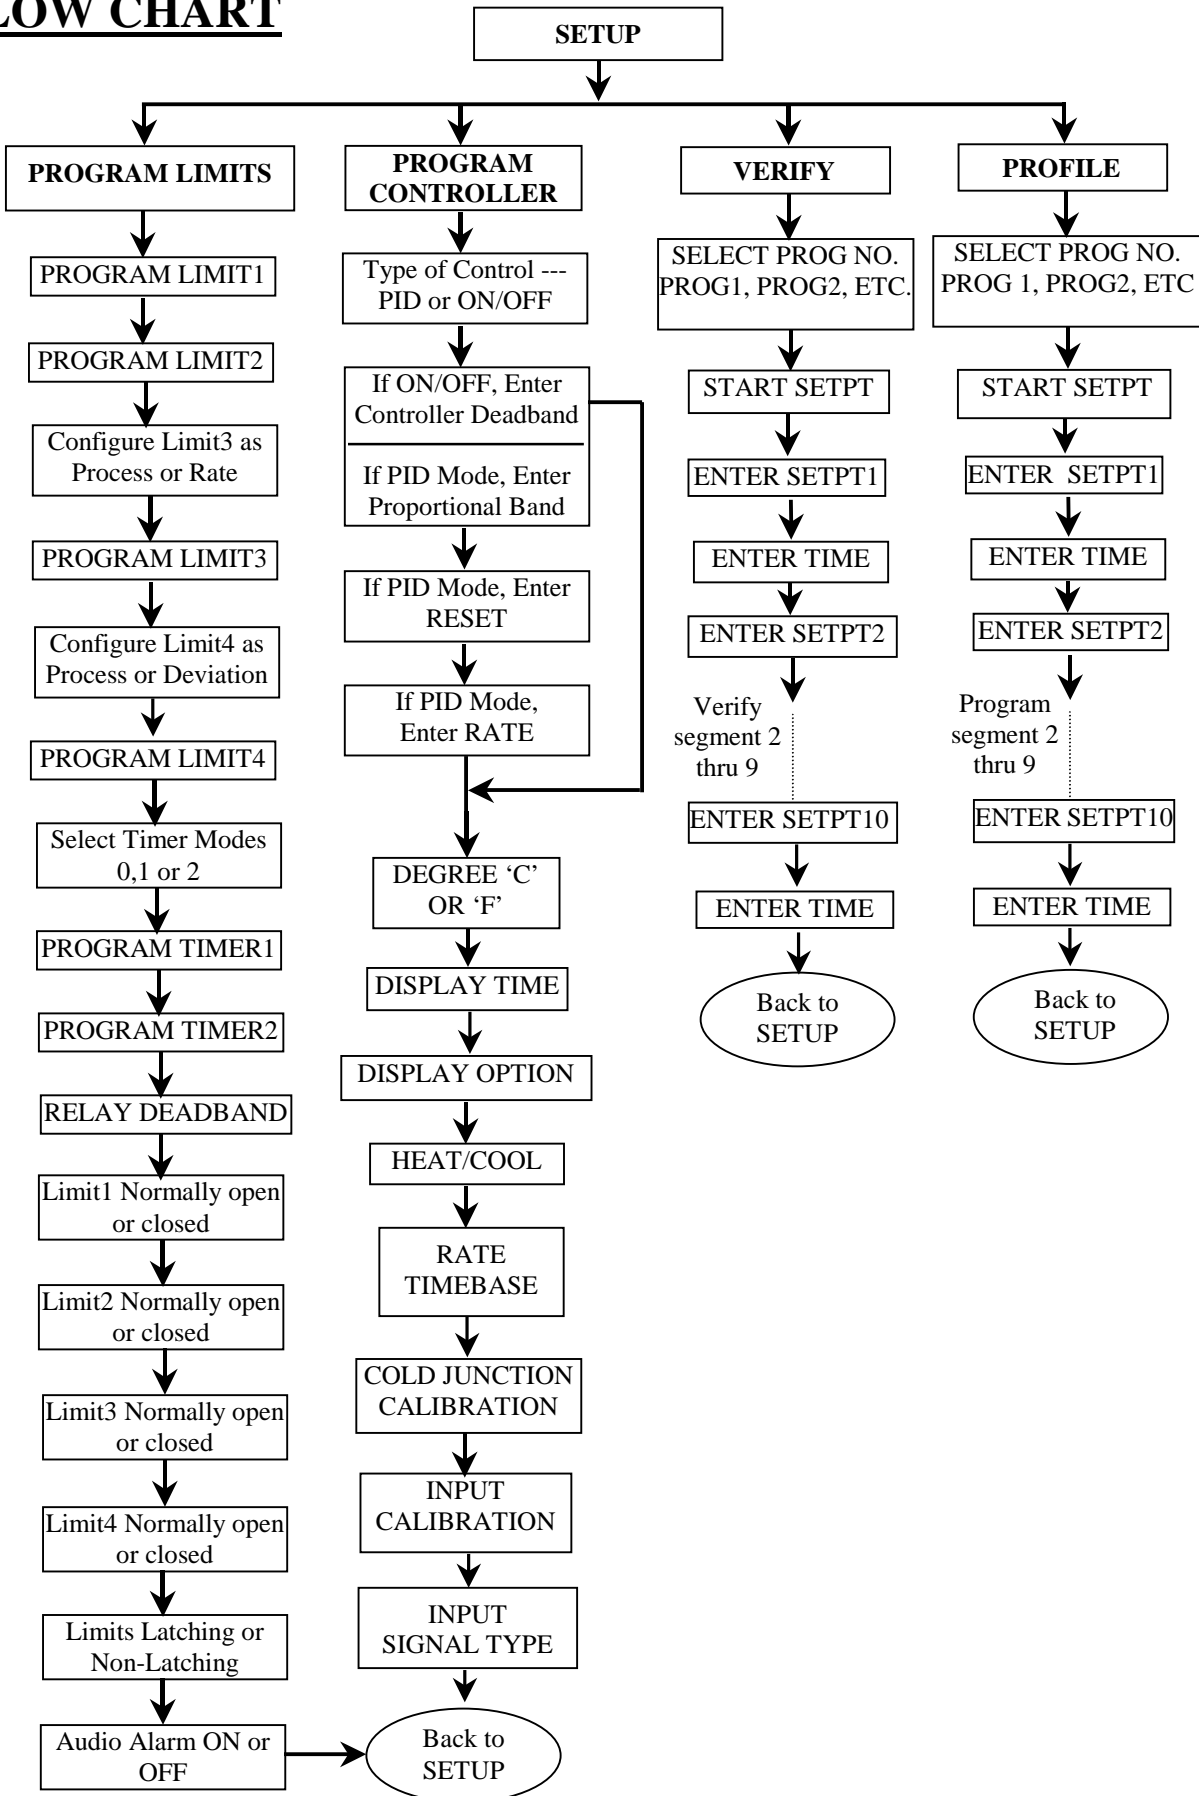 LOW CHART
SETUP
PROGRAM LIMITS
PROGRAM LIMIT1
PROGRAM LIMIT2
Configure Limit3 as
Process or Rate
PROGRAM LIMIT3
Configure Limit4 as
Process or Deviation
PROGRAM LIMIT4
Select Timer Modes
0,1 or 2
PROGRAM TIMER1
PROGRAM TIMER2
RELAY DEADBAND
Limit1 Normally open
or closed
Limit2 Normally open
or closed
Limit3 Normally open
or closed
Limit4 Normally open
or closed
Limits Latching or
Non-Latching
Audio Alarm ON or
OFF
PROGRAM
CONTROLLER
Type of Control ---
PID or ON/OFF
If ON/OFF, Enter
Controller Deadband
If PID Mode, Enter
Proportional Band
If PID Mode, Enter
RESET
If PID Mode,
Enter RATE
DEGREE ‘C’
OR ‘F’
DISPLAY TIME
DISPLAY OPTION
HEAT/COOL
RATE
TIMEBASE
COLD JUNCTION
CALIBRATION
INPUT
CALIBRATION
INPUT
SIGNAL TYPE
Back to
SETUP
VERIFY
SELECT PROG NO.
PROG1, PROG2, ETC.
START SETPT
ENTER SETPT1
ENTER TIME
ENTER SETPT2
Verify
segment 2
thru 9
ENTER SETPT10
ENTER TIME
Back to
SETUP
PROFILE
SELECT PROG NO.
PROG 1, PROG2, ETC
START SETPT
ENTER  SETPT1
ENTER TIME
ENTER SETPT2
Program
segment 2
thru 9
ENTER SETPT10
ENTER TIME
Back to
SETUP